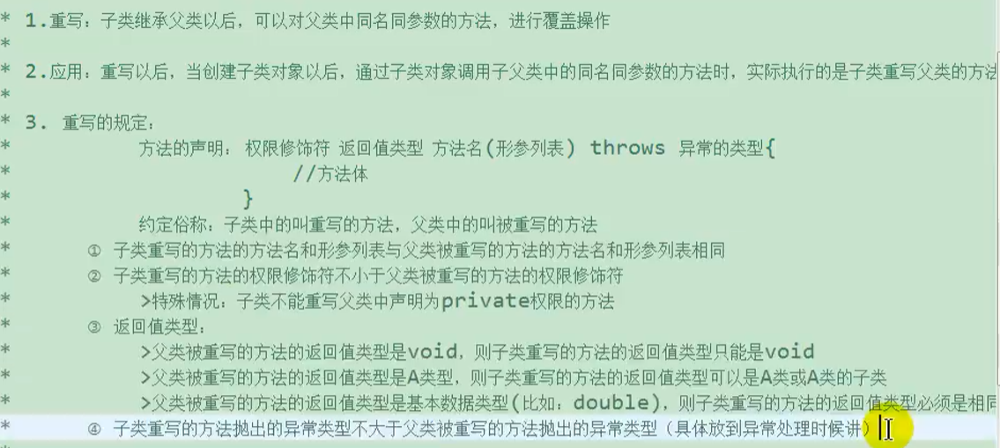 * 1.重写：子类继承父类以后，可以对父类中同名同参数的方法，进行覆盖操作
*
* 2.应用：重写以后，当创建子类对象以后，通过子类对象调用子父类中的同名同参数的方法时，实际执行的是子类重写父类的方法
*
* 3. 重写的规定：
* 方法的声明： 权限修饰符 返回值类型 方法名(形参列表) throws 异常的类型{
* //方法体
* }
* 约定俗称：子类中的叫重写的方法，父类中的叫被重写的方法
* ① 子类重写的方法的方法名和形参列表与父类被重写的方法的方法名和形参列表相同
* ② 子类重写的方法的权限修饰符不小于父类被重写的方法的权限修饰符
* >特殊情况：子类不能重写父类中声明为private权限的方法
* ③ 返回值类型：
* >父类被重写的方法的返回值类型是void，则子类重写的方法的返回值类型只能是void
* >父类被重写的方法的返回值类型是A类型，则子类重写的方法的返回值类型可以是A类或A类的子类
* >父类被重写的方法的返回值类型是基本数据类型(比如：double)，则子类重写的方法的返回值类型必须是相同
* ④ 子类重写的方法抛出的异常类型不大于父类被重写的方法抛出的异常类型（具体放到异常处理时候讲）
*